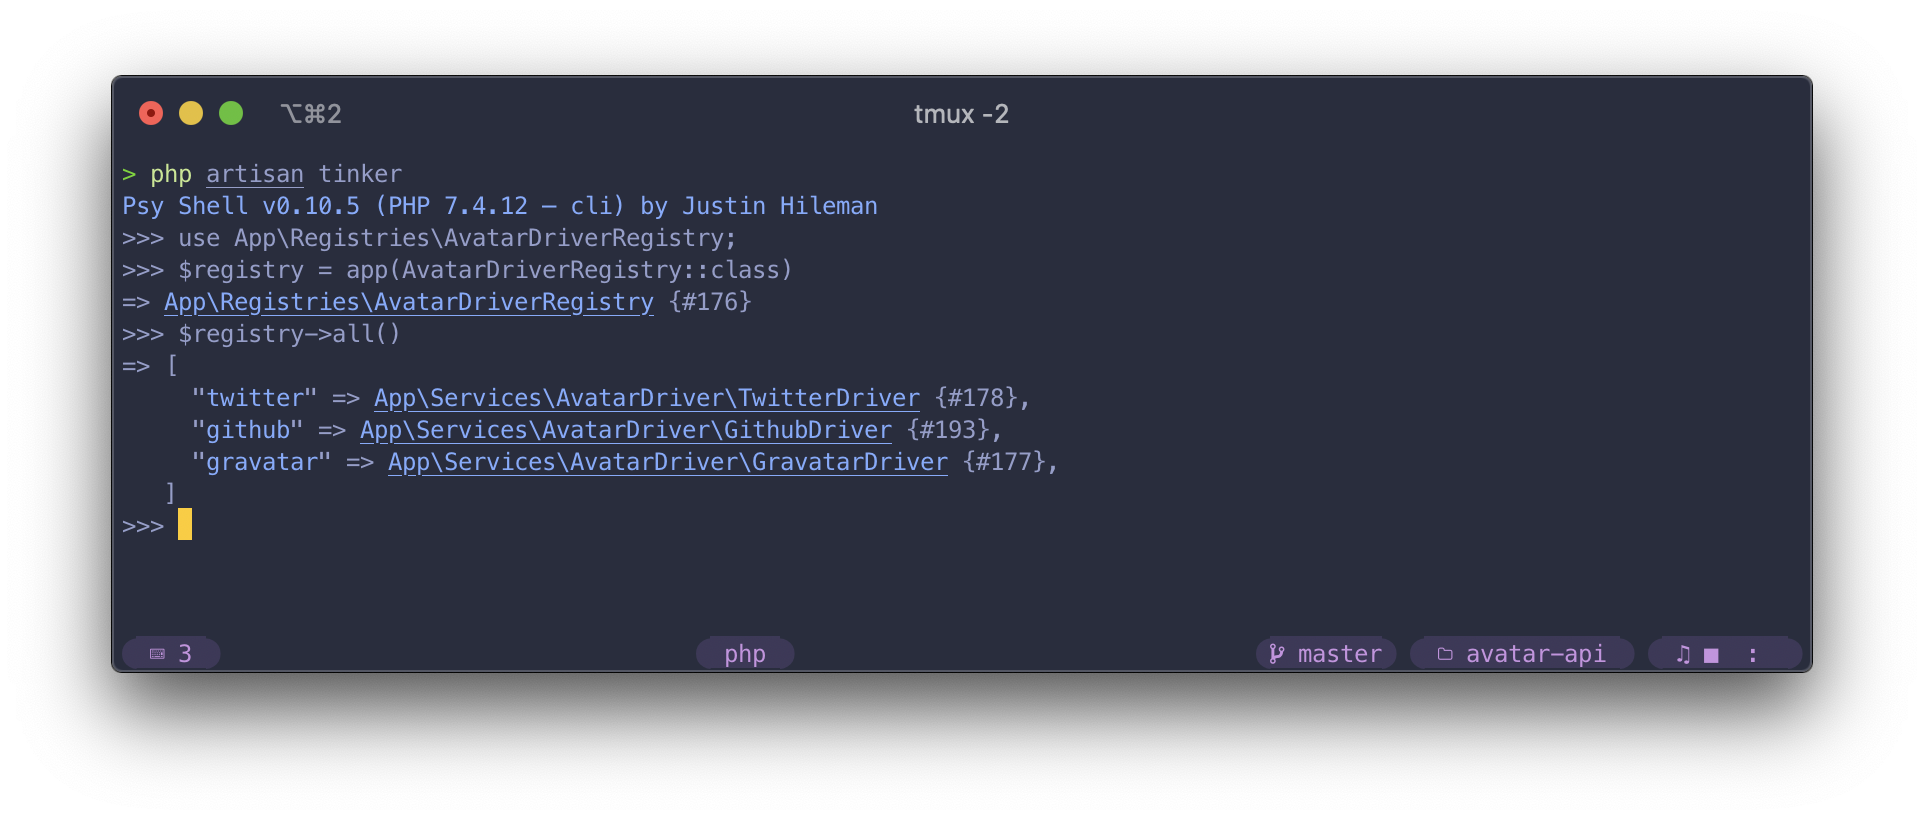 ⌥⌘2 tmux -2
> php artisan tinker
Psy Shell v0.10.5 (PHP 7.4.12 — cli) by Justin Hileman
>>> use App\Registries\AvatarDriverRegistry;
>>> $registry = app(AvatarDriverRegistry::class)
=> App\Registries\AvatarDriverRegistry {#176}
>>> $registry->all()
=> [
     "twitter" => App\Services\AvatarDriver\TwitterDriver {#178},
     "github" => App\Services\AvatarDriver\GithubDriver {#193},
     "gravatar" => App\Services\AvatarDriver\GravatarDriver {#177},
   ]
>>>
3 php master avatar-api ♫ ■ :